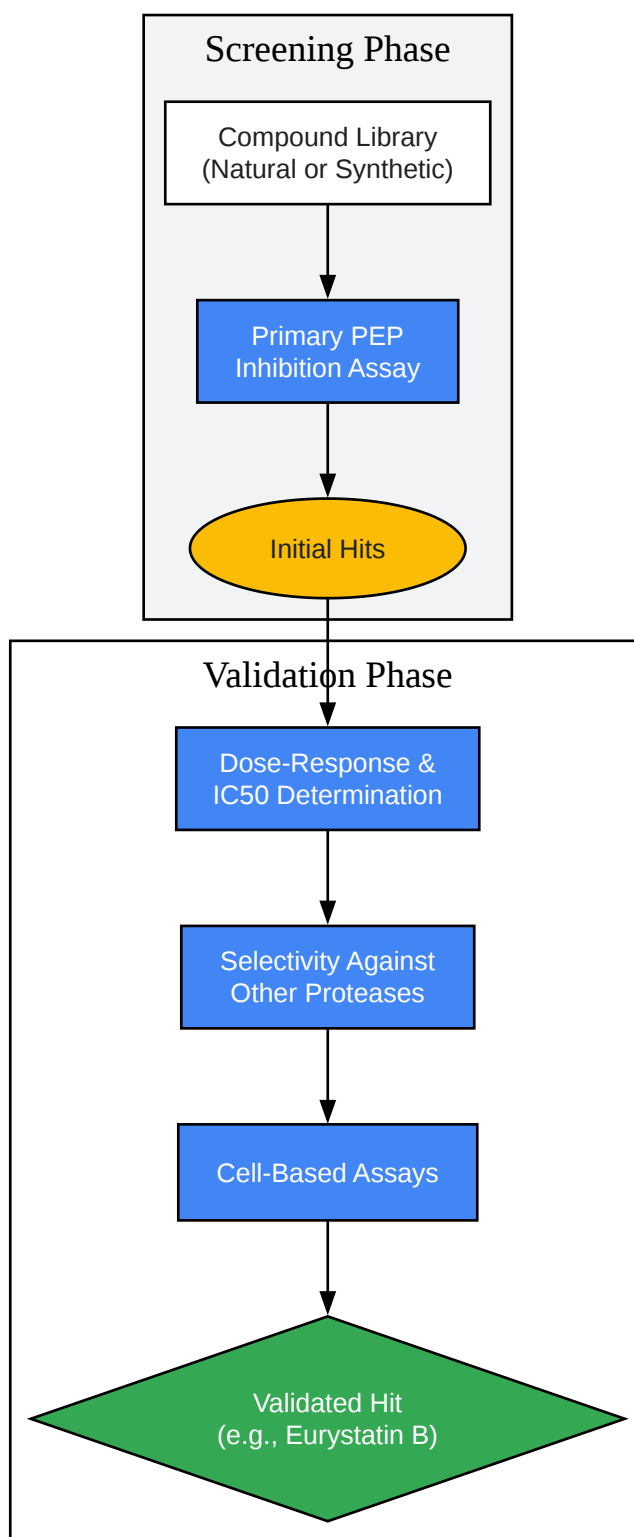 Screening Phase
Compound Library
(Natural or Synthetic)
Primary PEP
Inhibition Assay
Initial Hits
Validation Phase
Dose-Response &
IC50 Determination
Selectivity Against
Other Proteases
Cell-Based Assays
Validated Hit
(e.g., Eurystatin B)